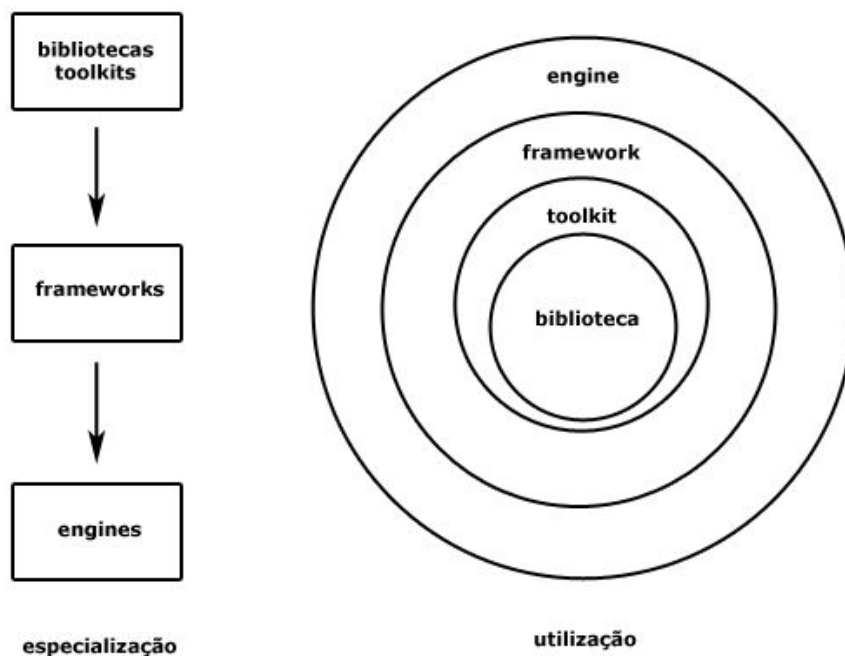 bibliotecas
toolkits
frameworks
engines
especialização
engine
framework
toolkit
biblioteca
utilização